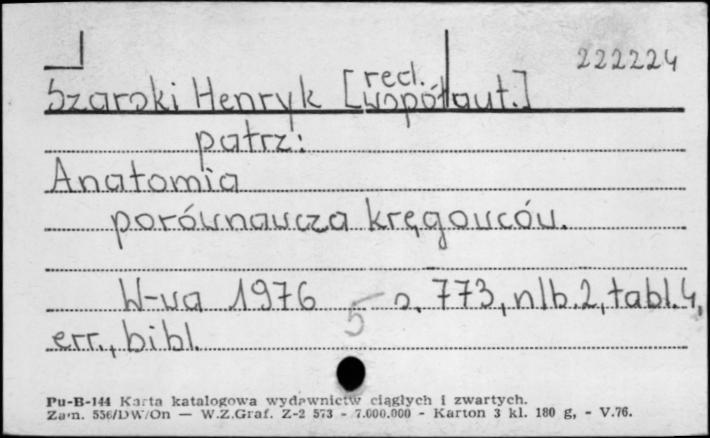 222224
Szarski Henryk [red. współaut.]
patrz:
Anatomia
porównawcza kręgowców.
W-wa 1976 5 s. 773, nlb. 2, tabl. 4,
err., bibl.
Pu-B-144 Karta katalogowa wydawnictw ciągłych i zwartych.
Zam. 556/DW/On — W.Z.Graf. Z-2 573 - 7.000.000 - Karton 3 kl. 180 g, - V.76.